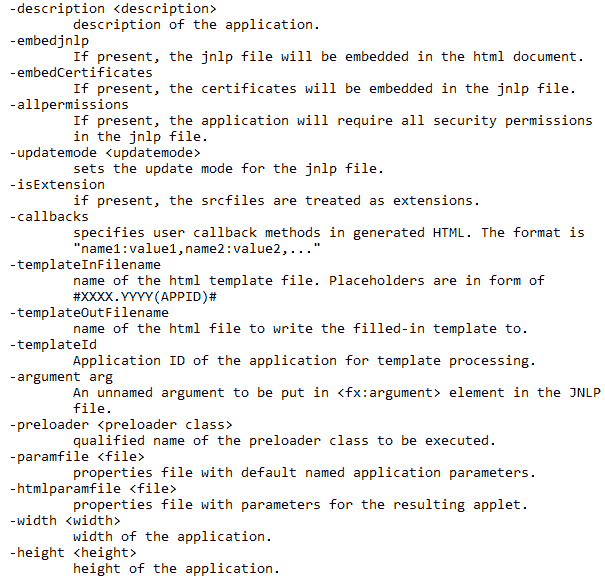 -description <description>
description of the application.
-embedjnlp
If present, the jnlp file will be embedded in the html document.
-embedCertificates
If present, the certificates will be embedded in the jnlp file.
-allpermissions
If present, the application will require all security permissions
in the jnlp file.
-updatemode <updatemode>
sets the update mode for the jnlp file.
-isExtension
if present, the srcfiles are treated as extensions.
-callbacks
specifies user callback methods in generated HTML. The format is
"name1:value1,name2:value2,..."
-templateInFilename
name of the html template file. Placeholders are in form of
#XXXX.YYYY(APPID)#
-templateOutFilename
name of the html file to write the filled-in template to.
-templateId
Application ID of the application for template processing.
-argument arg
An unnamed argument to be put in <fx:argument> element in the JNLP
file.
-preloader <preloader class>
qualified name of the preloader class to be executed.
-paramfile <file>
properties file with default named application parameters.
-htmlparamfile <file>
properties file with parameters for the resulting applet.
-width <width>
width of the application.
-height <height>
height of the application.